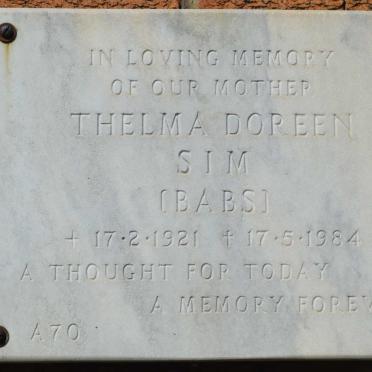 IN LOVING MEMORY
OF OUR MOTHER
THELMA DOREEN
SIM
(BABS)
+ 17·2·1921 † 17·5·1984
A THOUGHT FOR TODAY
A MEMORY FOREV
A70